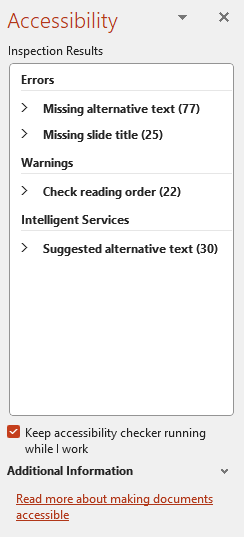 Accessibility
Inspection Results
Errors
Missing alternative text (77)
Missing slide title (25)
Warnings
Check reading order (22)
Intelligent Services
Suggested alternative text (30)
Keep accessibility checker running
while I work
Additional Information
Read more about making documents
accessible